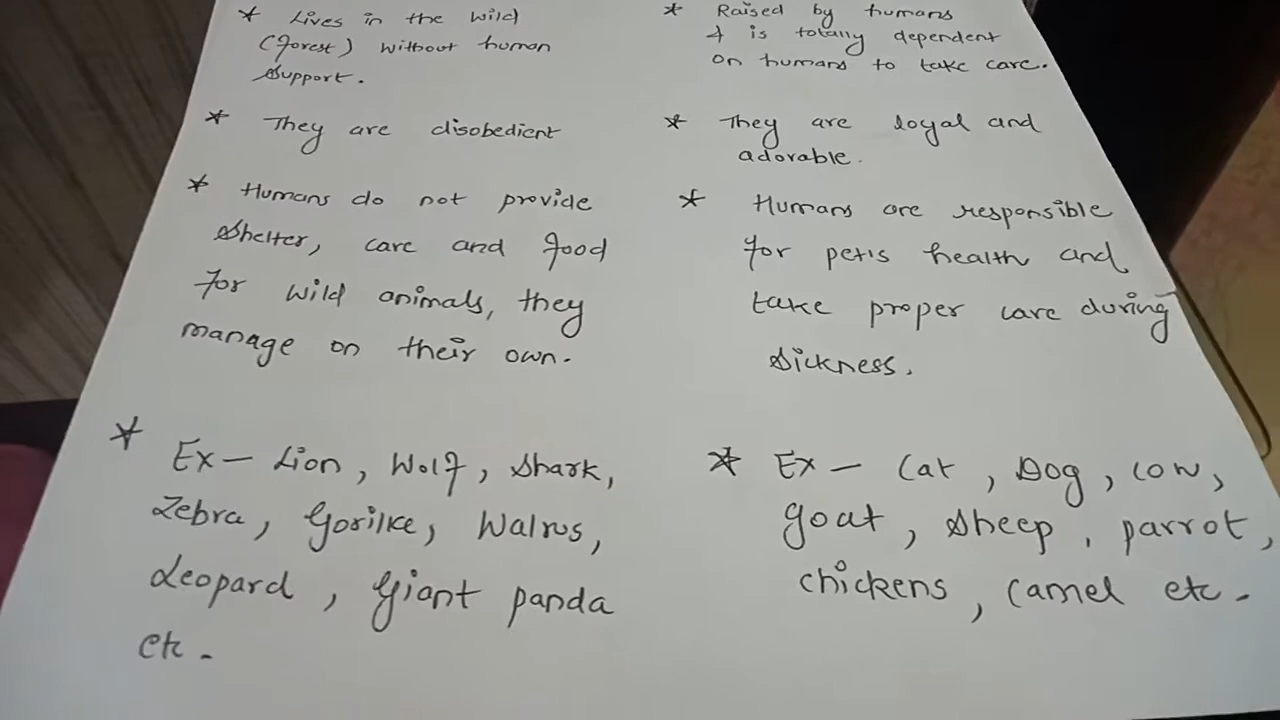 * Lives in the wild
(forest) without human
support.
* They are disobedient
* Humans do not provide
shelter, care and food
for wild animals, they
manage on their own.
* Ex - Lion, Wolf, Shark,
Zebra, Gorilke, Walrus,
Leopard, Giant panda
etc.
* Raised by humans
& is totally dependent
on humans to take care.
* They are loyal and
adorable.
* Humans are responsible
for pet's health and
take proper care during
sickness.
* Ex - Cat, Dog, cow,
goat, sheep, parrot,
chickens, camel etc.